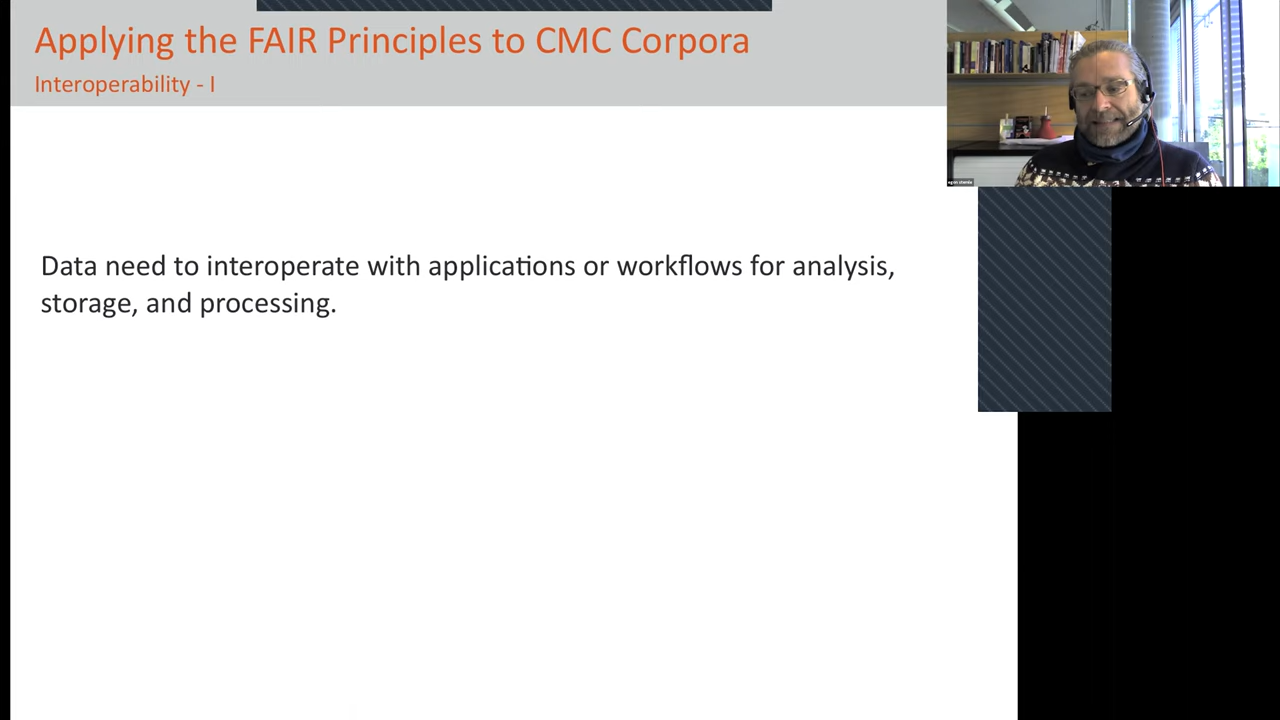 Applying the FAIR Principles to CMC Corpora
Interoperability - I
Data need to interoperate with applications or workflows for analysis,
storage, and processing.